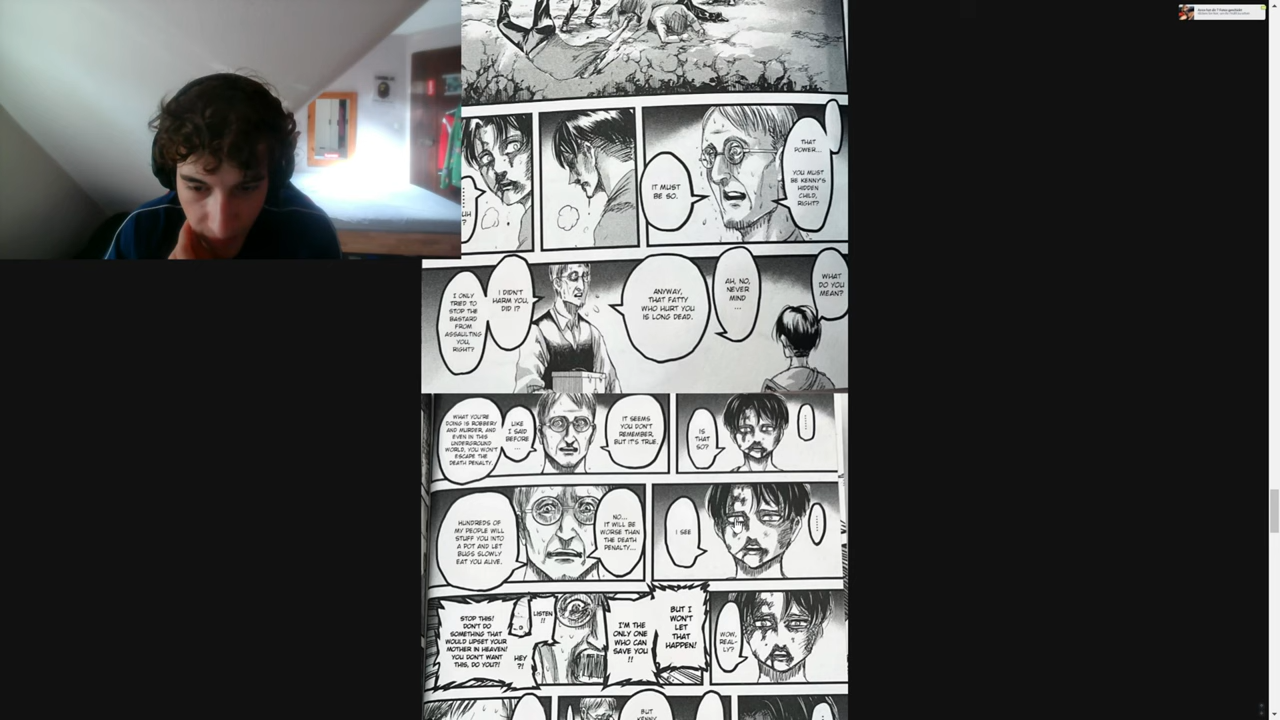 THAT
POWER...
YOU MUST
BE KENNY'S
HIDDEN
CHILD,
RIGHT?
IT MUST
BE SO.
UH
?
WHAT
DO YOU
MEAN?
AH, NO,
NEVER
MIND
...
ANYWAY,
THAT FATTY
WHO HURT YOU
IS LONG DEAD.
I DIDN'T
HARM YOU,
DID I?
I ONLY
TRIED TO
STOP THE
BASTARD
FROM
ASSAULTING
YOU,
RIGHT?
IS
THAT
SO?
IT SEEMS
YOU DON'T
REMEMBER,
BUT IT'S TRUE.
LIKE
I SAID
BEFORE
...
WHAT YOU'RE
DOING IS ROBBERY
AND MURDER, AND
EVEN IN THIS
UNDERGROUND
WORLD, YOU WON'T
ESCAPE THE
DEATH PENALTY.
I SEE
NO...
IT WILL BE
WORSE THAN
THE DEATH
PENALTY...
HUNDREDS OF
MY PEOPLE WILL
STUFF YOU INTO
A POT AND LET
BUGS SLOWLY
EAT YOU ALIVE.
WOW,
REAL-
LY?
BUT I
WON'T
LET
THAT
HAPPEN!
I'M THE
ONLY ONE
WHO CAN
SAVE YOU
!!
LISTEN
!!
HEY
?!
STOP THIS!
DON'T DO
SOMETHING THAT
WOULD UPSET YOUR
MOTHER IN HEAVEN!
YOU DON'T WANT
THIS, DO YOU?!
BUT
KENNY